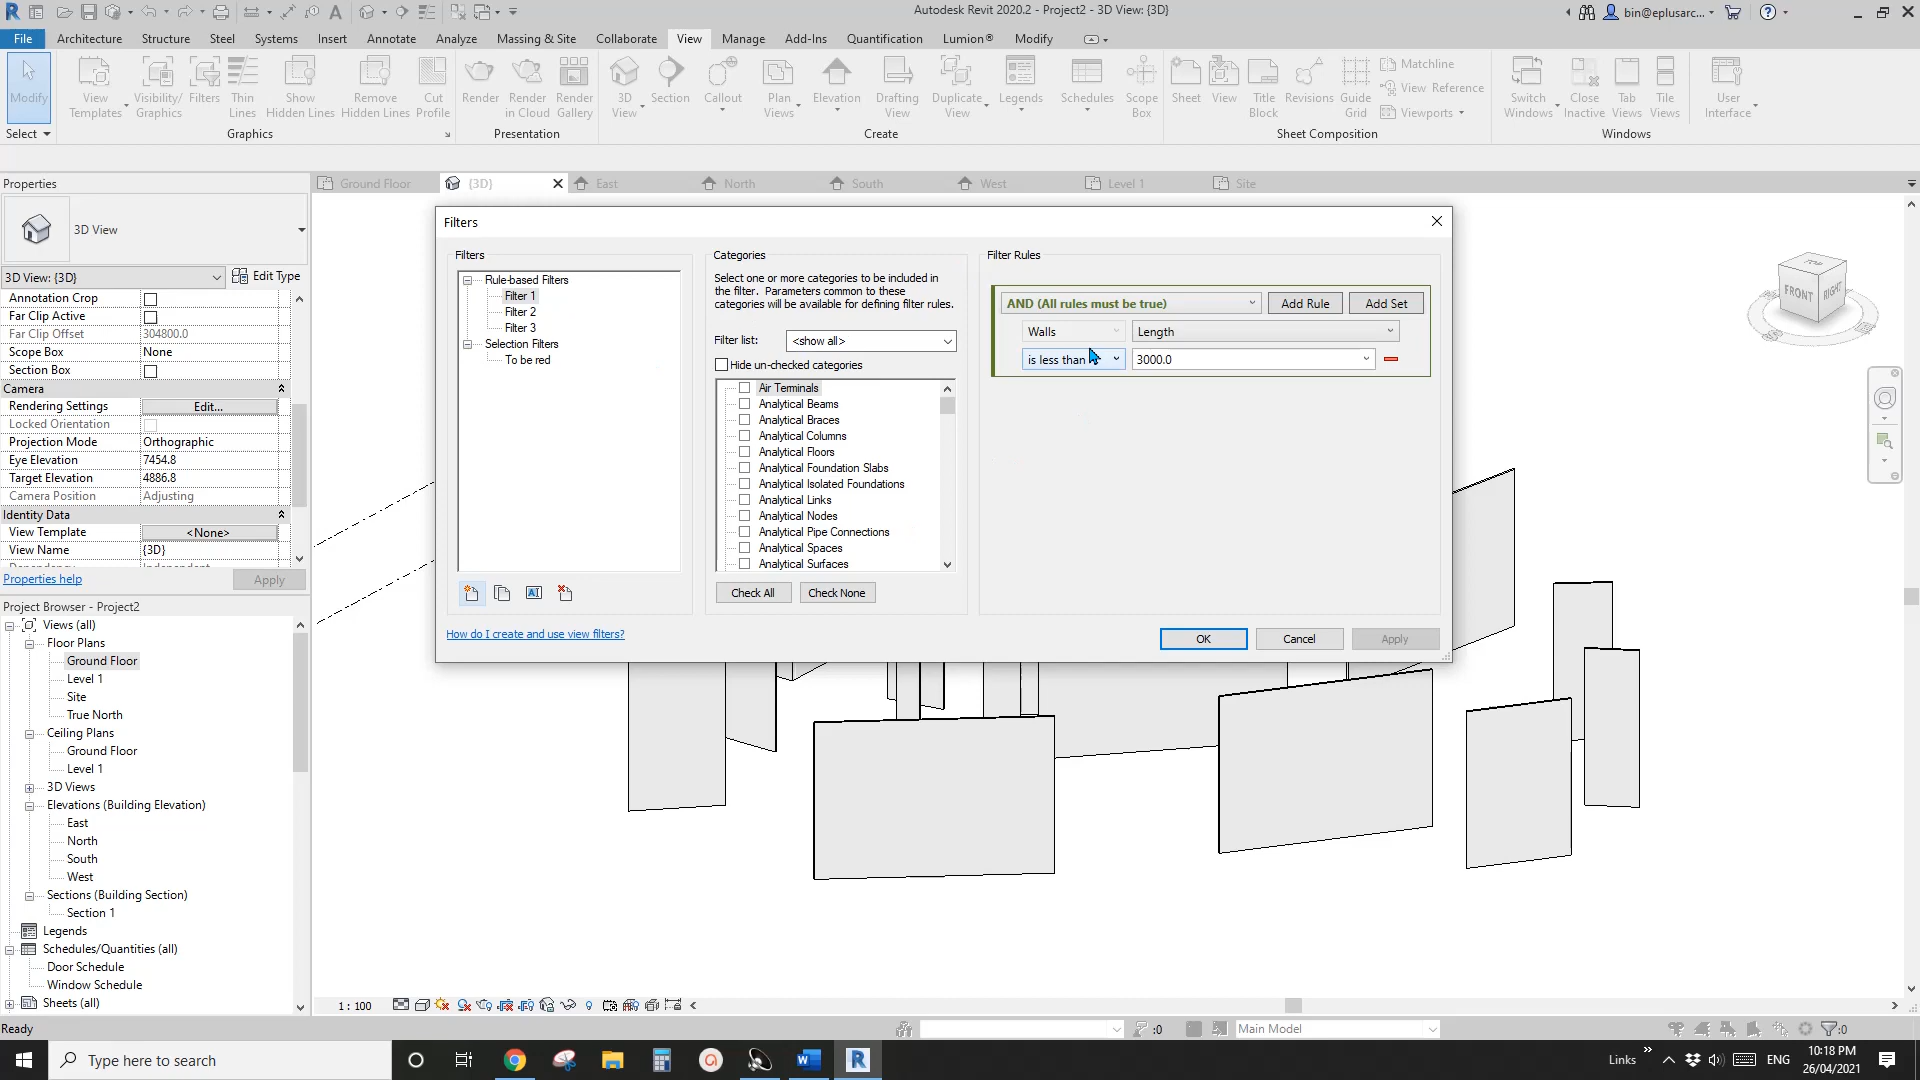 Autodesk Revit 2020.2 - Project2 - 3D View: {3D}
bin@eplusarc...
File Architecture Structure Steel Systems Insert Annotate Analyze Massing & Site Collaborate View Manage Add-Ins Quantification Lumion® Modify
Modify
View Templates
Visibility/ Graphics
Filters
Thin Lines
Show Hidden Lines
Remove Hidden Lines
Cut Profile
Render
Render in Cloud
Render Gallery
3D View
Section
Callout
Plan Views
Elevation
Drafting View
Duplicate View
Legends
Schedules
Scope Box
Sheet
View
Title Block
Revisions
Guide Grid
Matchline
View Reference
Viewports
Switch Windows
Close Inactive
Tab Views
Tile Views
User Interface
Select Graphics Presentation Create Sheet Composition Windows
Properties
Ground Floor {3D} East North South West Level 1 Site
3D View
3D View: {3D} Edit Type
Annotation Crop
Far Clip Active
Far Clip Offset 304800.0
Scope Box None
Section Box
Camera
Rendering Settings Edit...
Locked Orientation
Projection Mode Orthographic
Eye Elevation 7454.8
Target Elevation 4886.8
Camera Position Adjusting
Identity Data
View Template <None>
View Name {3D}
Properties help Apply
Project Browser - Project2
Views (all)
Floor Plans
Ground Floor
Level 1
Site
True North
Ceiling Plans
Ground Floor
Level 1
3D Views
Elevations (Building Elevation)
East
North
South
West
Sections (Building Section)
Section 1
Legends
Schedules/Quantities (all)
Door Schedule
Window Schedule
Sheets (all)
Filters
Filters
Rule-based Filters
Filter 1
Filter 2
Filter 3
Selection Filters
To be red
How do I create and use view filters?
Categories
Select one or more categories to be included in
the filter. Parameters common to these
categories will be available for defining filter rules.
Filter list: <show all>
Hide un-checked categories
Air Terminals
Analytical Beams
Analytical Braces
Analytical Columns
Analytical Floors
Analytical Foundation Slabs
Analytical Isolated Foundations
Analytical Links
Analytical Nodes
Analytical Pipe Connections
Analytical Spaces
Analytical Surfaces
Check All Check None
Filter Rules
AND (All rules must be true) Add Rule Add Set
Walls Length
is less than 3000.0
OK Cancel Apply
TOP
FRONT RIGHT
1 : 100
Ready :0 Main Model :0
Type here to search
Links ENG 10:18 PM
26/04/2021